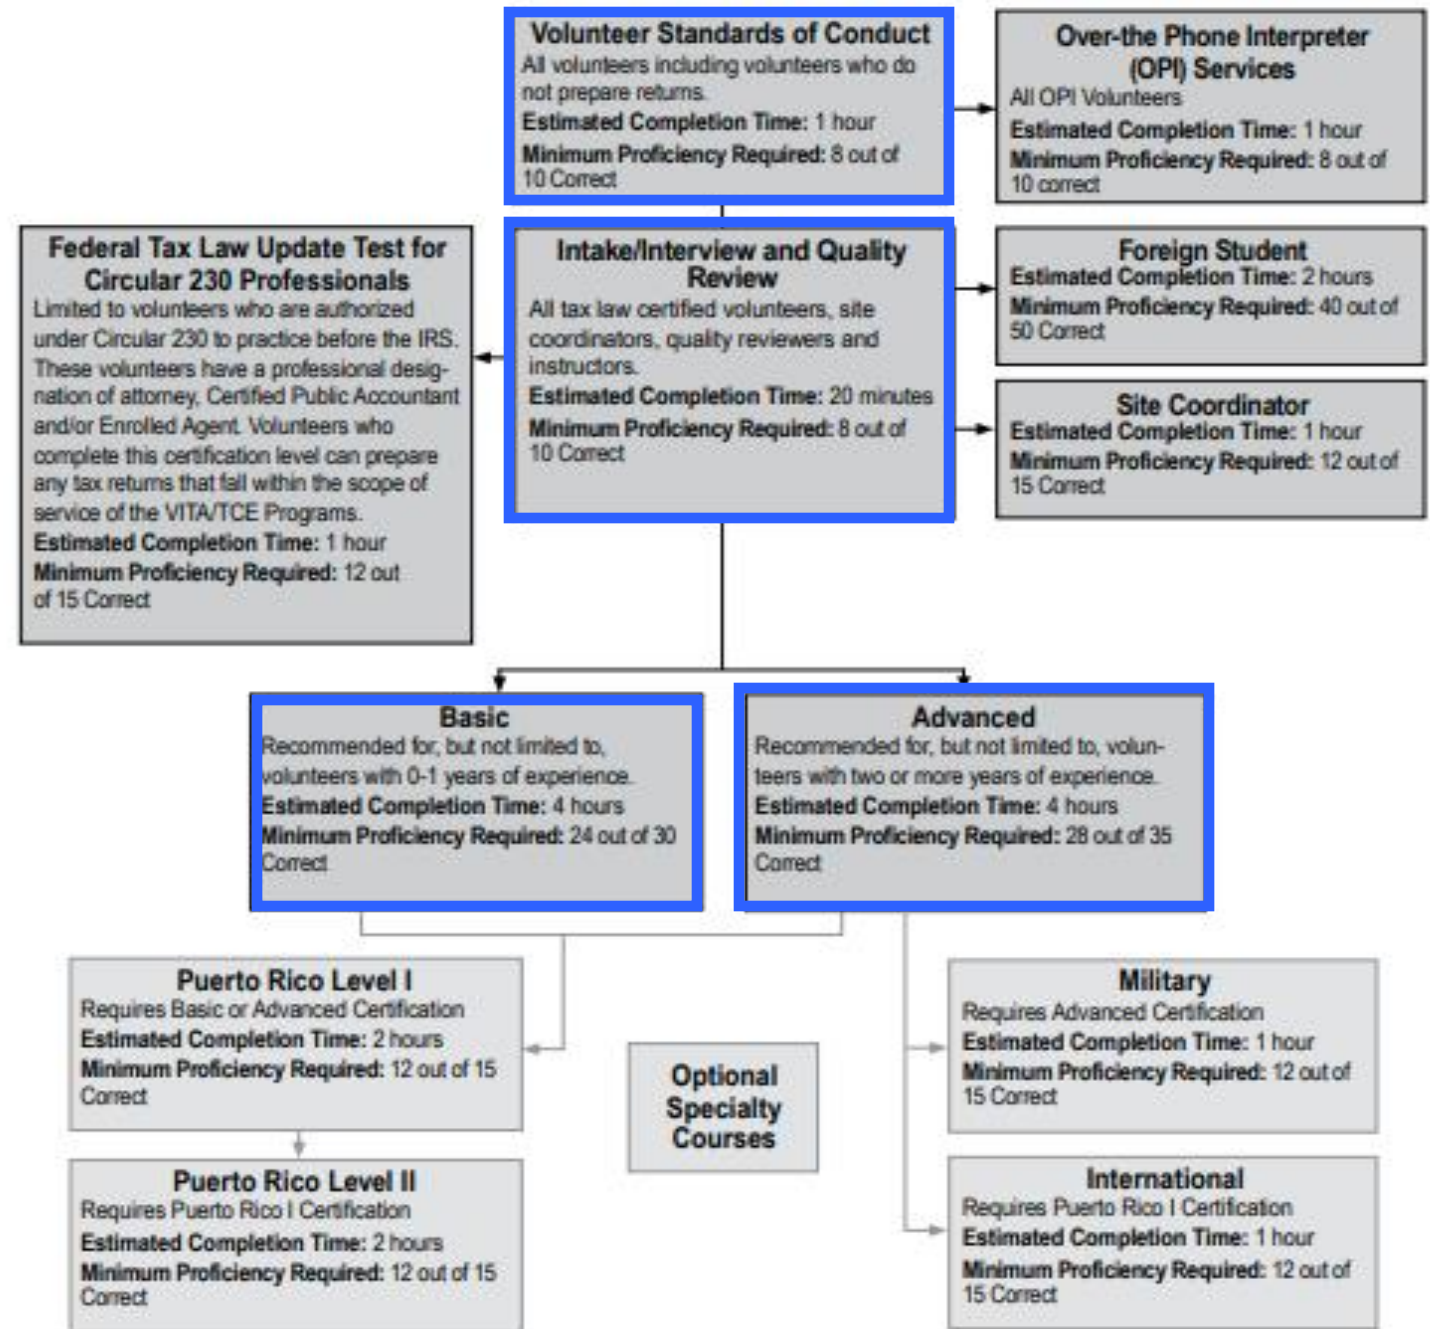 Volunteer Standards of Conduct
All volunteers including volunteers who do
not prepare returns.
Estimated Completion Time: 1 hour
Minimum Proficiency Required: 8 out of
10 Correct
Over-the Phone Interpreter
(OPI) Services
All OPI Volunteers
Estimated Completion Time: 1 hour
Minimum Proficiency Required: 8 out of
10 correct
Federal Tax Law Update Test for
Circular 230 Professionals
Limited to volunteers who are authorized
under Circular 230 to practice before the IRS.
These volunteers have a professional desig-
nation of attorney, Certified Public Accountant
and/or Enrolled Agent. Volunteers who
complete this certification level can prepare
any tax returns that fall within the scope of
service of the VITA/TCE Programs.
Estimated Completion Time: 1 hour
Minimum Proficiency Required: 12 out
of 15 Correct
Intake/Interview and Quality
Review
All tax law certified volunteers, site
coordinators, quality reviewers and
instructors.
Estimated Completion Time: 20 minutes
Minimum Proficiency Required: 8 out of
10 Correct
Foreign Student
Estimated Completion Time: 2 hours
Minimum Proficiency Required: 40 out of
50 Correct
Site Coordinator
Estimated Completion Time: 1 hour
Minimum Proficiency Required: 12 out of
15 Correct
Basic
Recommended for, but not limited to,
volunteers with 0-1 years of experience.
Estimated Completion Time: 4 hours
Minimum Proficiency Required: 24 out of 30
Correct
Advanced
Recommended for, but not limited to, volun-
teers with two or more years of experience.
Estimated Completion Time: 4 hours
Minimum Proficiency Required: 28 out of 35
Correct
Puerto Rico Level I
Requires Basic or Advanced Certification
Estimated Completion Time: 2 hours
Minimum Proficiency Required: 12 out of 15
Correct
Optional
Specialty
Courses
Military
Requires Advanced Certification
Estimated Completion Time: 1 hour
Minimum Proficiency Required: 12 out of
15 Correct
Puerto Rico Level II
Requires Puerto Rico I Certification
Estimated Completion Time: 2 hours
Minimum Proficiency Required: 12 out of 15
Correct
International
Requires Puerto Rico I Certification
Estimated Completion Time: 1 hour
Minimum Proficiency Required: 12 out of
15 Correct